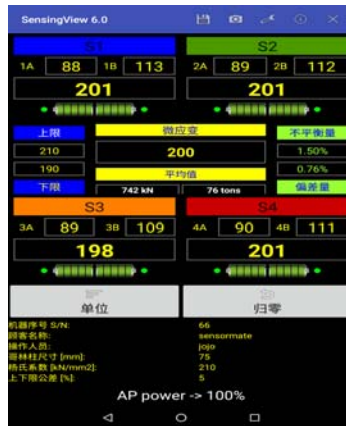 SensingView 6.0
S1 S2
1A 88 1B 113 2A 89 2B 112
201 201
上限 微应变 不平衡量
210 200 1.50%
190 平均值 0.76%
下限 742 kN 76 tons 偏差量
S3 S4
3A 89 3B 109 4A 90 4B 111
198 201
单位 归零
机器序号 S/N: 66
顾客名称: sensormate
操作人员: jojo
哥林柱尺寸 [mm]: 75
杨氏系数 [kN/mm2]: 210
上下限公差 [%]: 5
AP power -> 100%